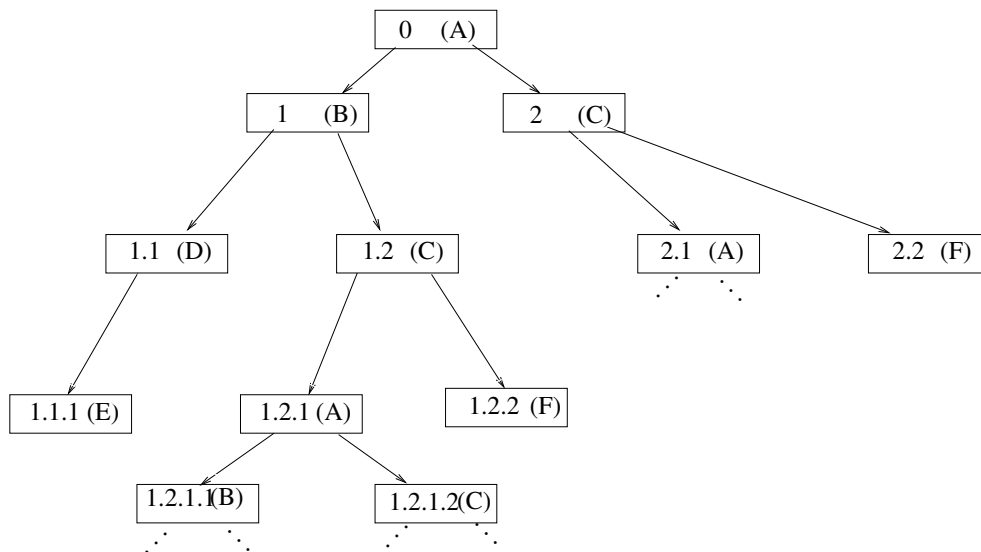 0 (A)
1 (B)
2 (C)
1.1 (D)
1.2 (C)
2.1 (A)
2.2 (F)
1.1.1 (E)
1.2.1 (A)
1.2.2 (F)
1.2.1.1(B)
1.2.1.2(C)